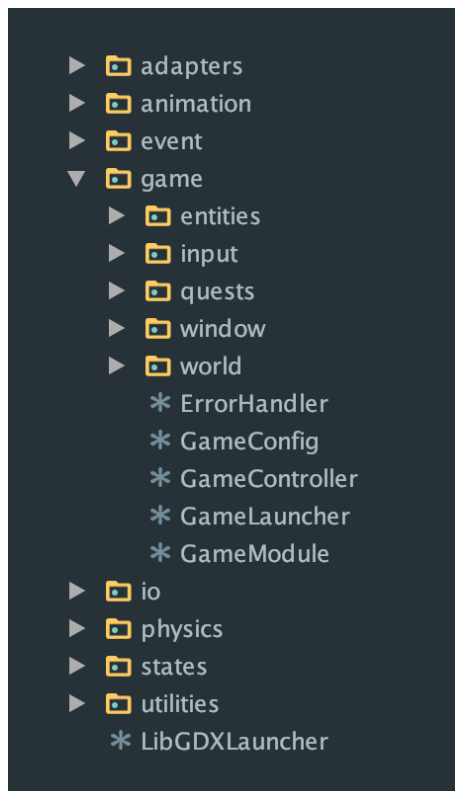 adapters
animation
event
game
entities
input
quests
window
world
ErrorHandler
GameConfig
GameController
GameLauncher
GameModule
io
physics
states
utilities
LibGDXLauncher